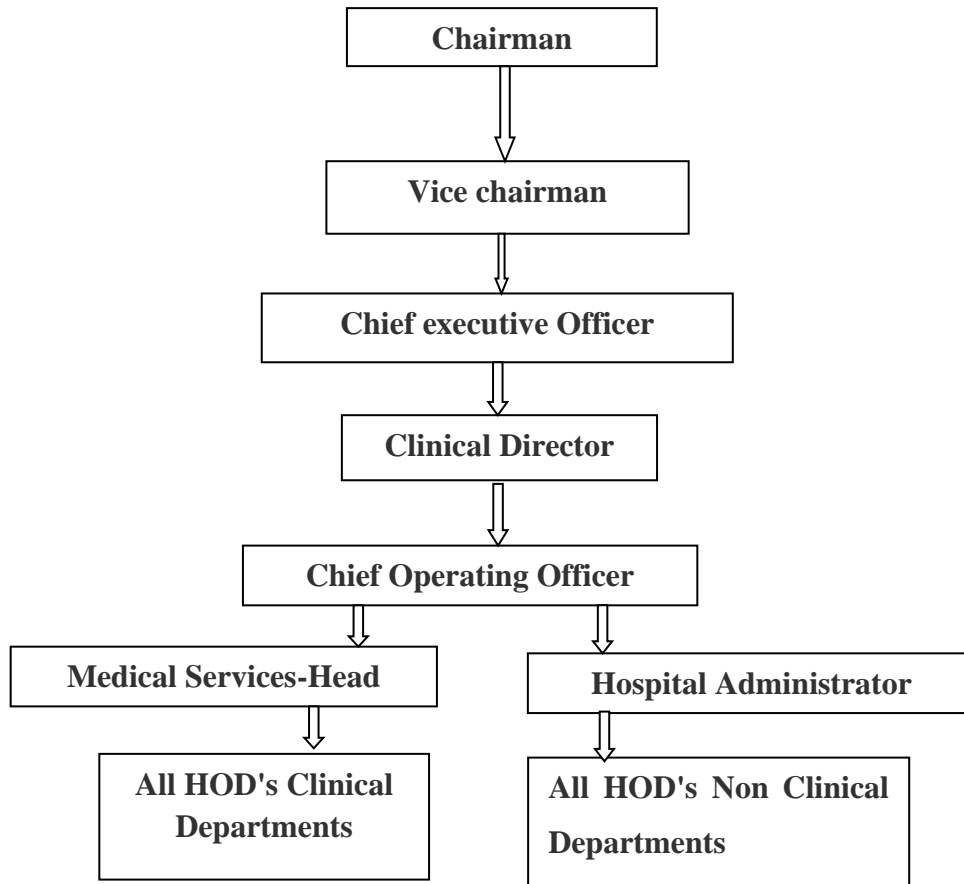 Chairman
Vice chairman
Chief executive Officer
Clinical Director
Chief Operating Officer
Medical Services-Head
Hospital Administrator
All HOD's Clinical
Departments
All HOD's Non Clinical
Departments